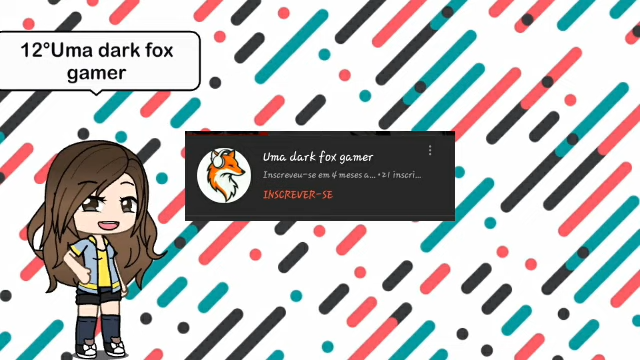 12°Uma dark fox
gamer
Uma dark fox gamer
Inscreveu-se em 4 meses a... •21 inscri...
INSCREVER-SE